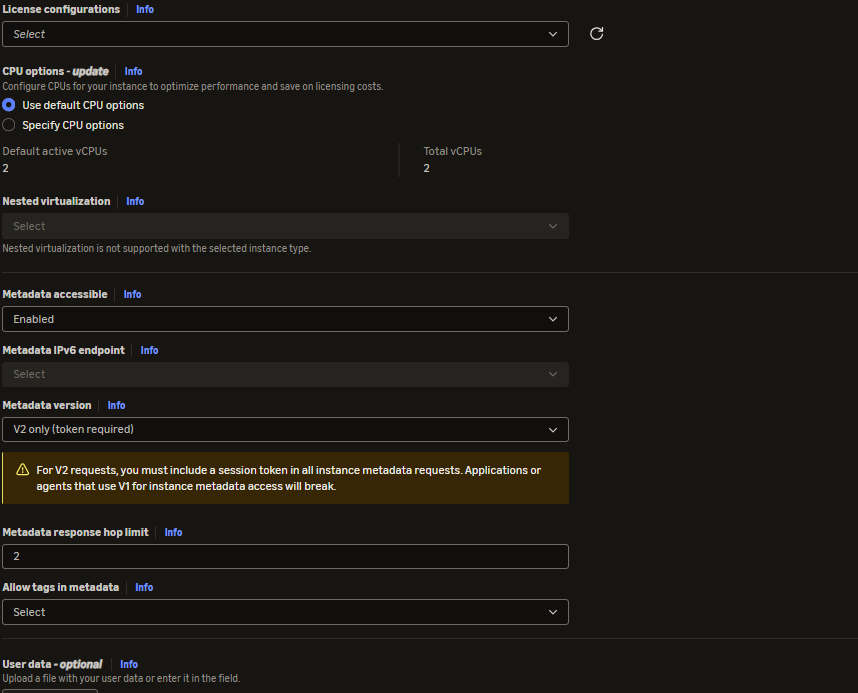 License configurations Info
Select
CPU options - update Info
Configure CPUs for your instance to optimize performance and save on licensing costs.
Use default CPU options
Specify CPU options
Default active vCPUs Total vCPUs
2 2
Nested virtualization Info
Select
Nested virtualization is not supported with the selected instance type.
Metadata accessible Info
Enabled
Metadata IPv6 endpoint Info
Select
Metadata version Info
V2 only (token required)
For V2 requests, you must include a session token in all instance metadata requests. Applications or
agents that use V1 for instance metadata access will break.
Metadata response hop limit Info
2
Allow tags in metadata Info
Select
User data - optional Info
Upload a file with your user data or enter it in the field.